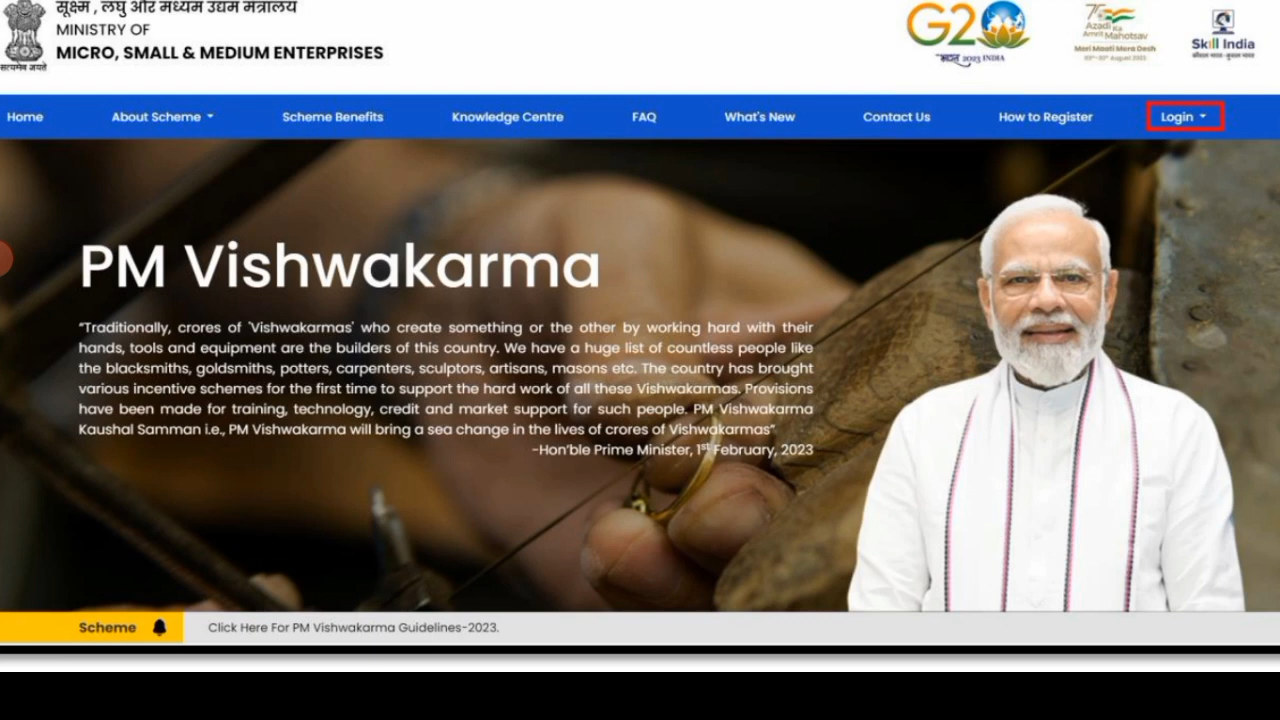 सूक्ष्म , लघु और मध्यम उद्यम मंत्रालय
MINISTRY OF
MICRO, SMALL & MEDIUM ENTERPRISES
सत्यमेव जयते
G20
2023 INDIA
75
Azadi Ka
Amrit Mahotsav
Meri Maati Mera Desh
Skill India
कौशल भारत-कुशल भारत
Home
About Scheme
Scheme Benefits
Knowledge Centre
FAQ
What's New
Contact Us
How to Register
Login
PM Vishwakarma
"Traditionally, crores of 'Vishwakarmas' who create something or the other by working hard with their
hands, tools and equipment are the builders of this country. We have a huge list of countless people like
the blacksmiths, goldsmiths, potters, carpenters, sculptors, artisans, masons etc. The country has brought
various incentive schemes for the first time to support the hard work of all these Vishwakarmas. Provisions
have been made for training, technology, credit and market support for such people. PM Vishwakarma
Kaushal Samman i.e., PM Vishwakarma will bring a sea change in the lives of crores of Vishwakarmas"
-Hon'ble Prime Minister, 1st February, 2023
Scheme
Click Here For PM Vishwakarma Guidelines-2023.